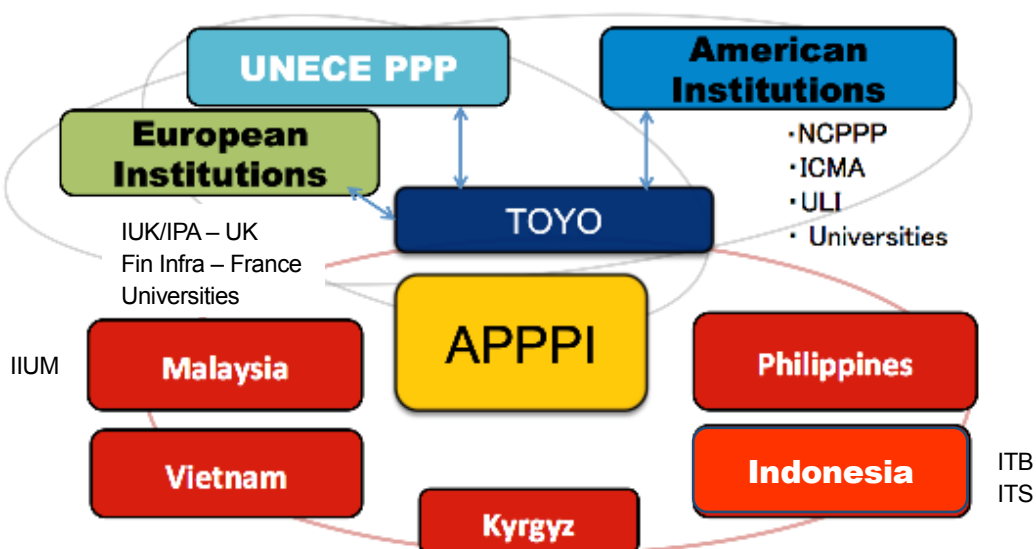 UNECE PPP
American
Institutions
・NCPPP
・ICMA
・ULI
・ Universities
European
Institutions
IUK/IPA – UK
Fin Infra – France
Universities
TOYO
APPPI
IIUM
Malaysia
Philippines
Vietnam
Indonesia
ITB
ITS
Kyrgyz